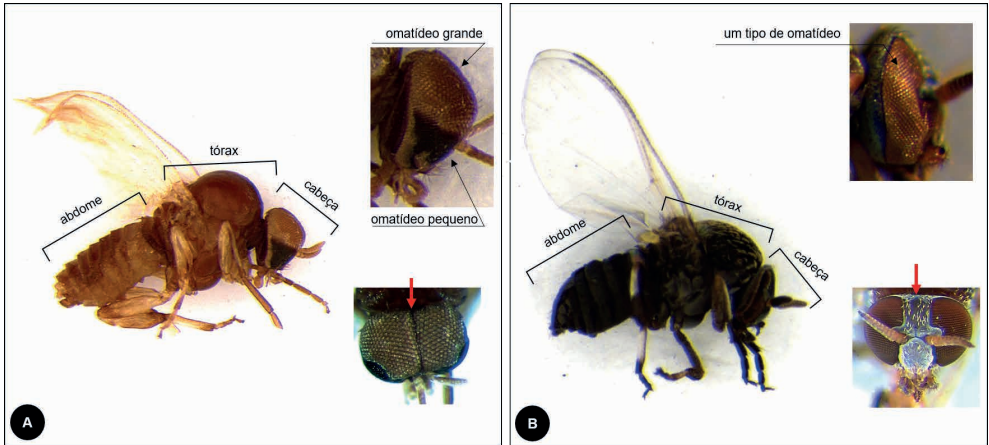 omatídeo grande
tórax
cabeça
abdome
omatídeo pequeno
A
um tipo de omatídeo
tórax
abdome
cabeça
B